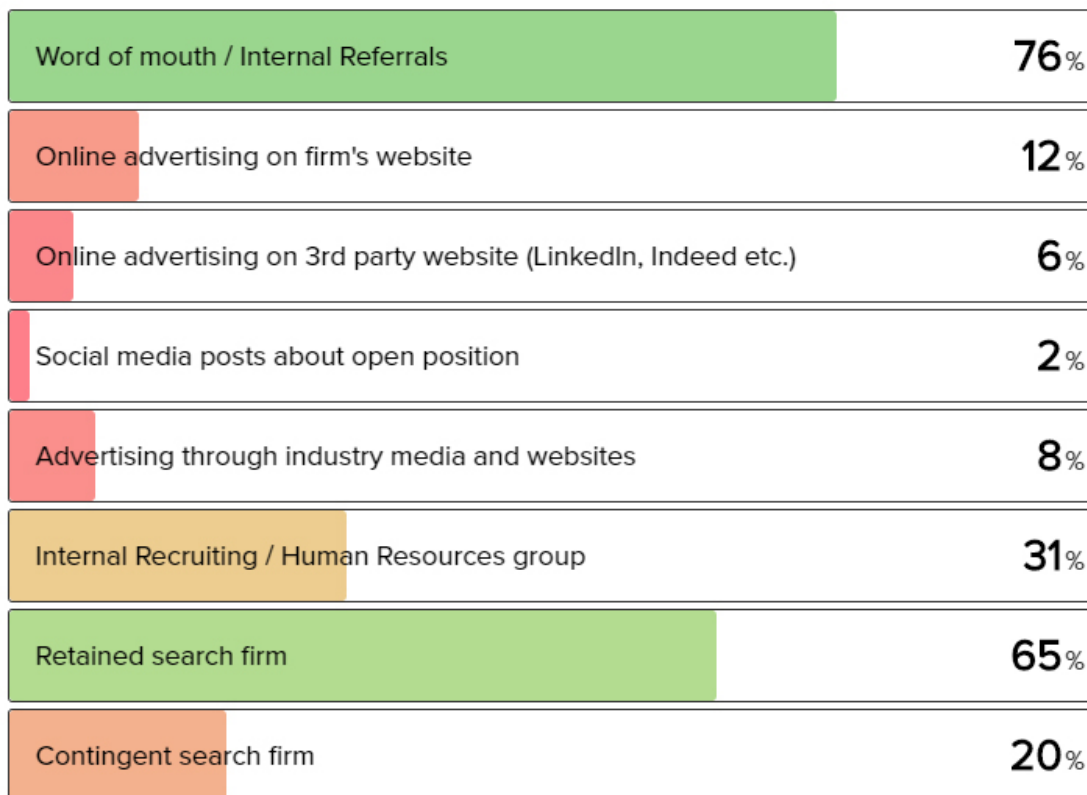 Word of mouth / Internal Referrals 76%
Online advertising on firm's website 12%
Online advertising on 3rd party website (LinkedIn, Indeed etc.) 6%
Social media posts about open position 2%
Advertising through industry media and websites 8%
Internal Recruiting / Human Resources group 31%
Retained search firm 65%
Contingent search firm 20%